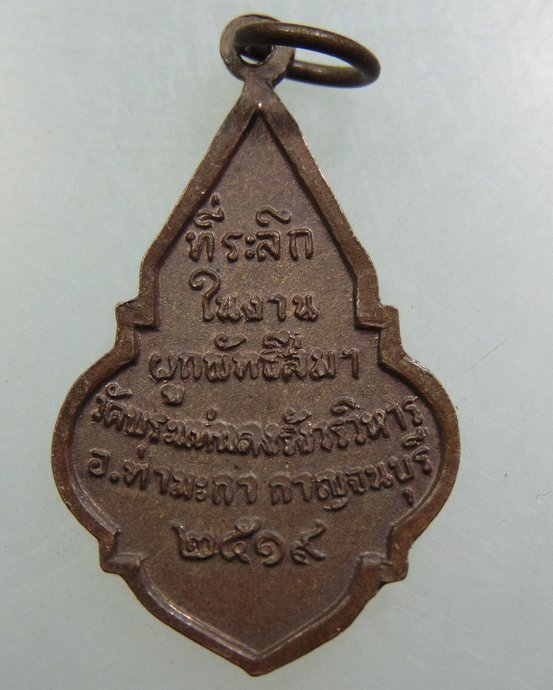 ที่ระลึก
ในงาน
ผูกพัทธสีมา
วัดพระแท่นดงรังวรวิหาร
อ.ท่ามะกา กาญจนบุรี
๒๕๑๙